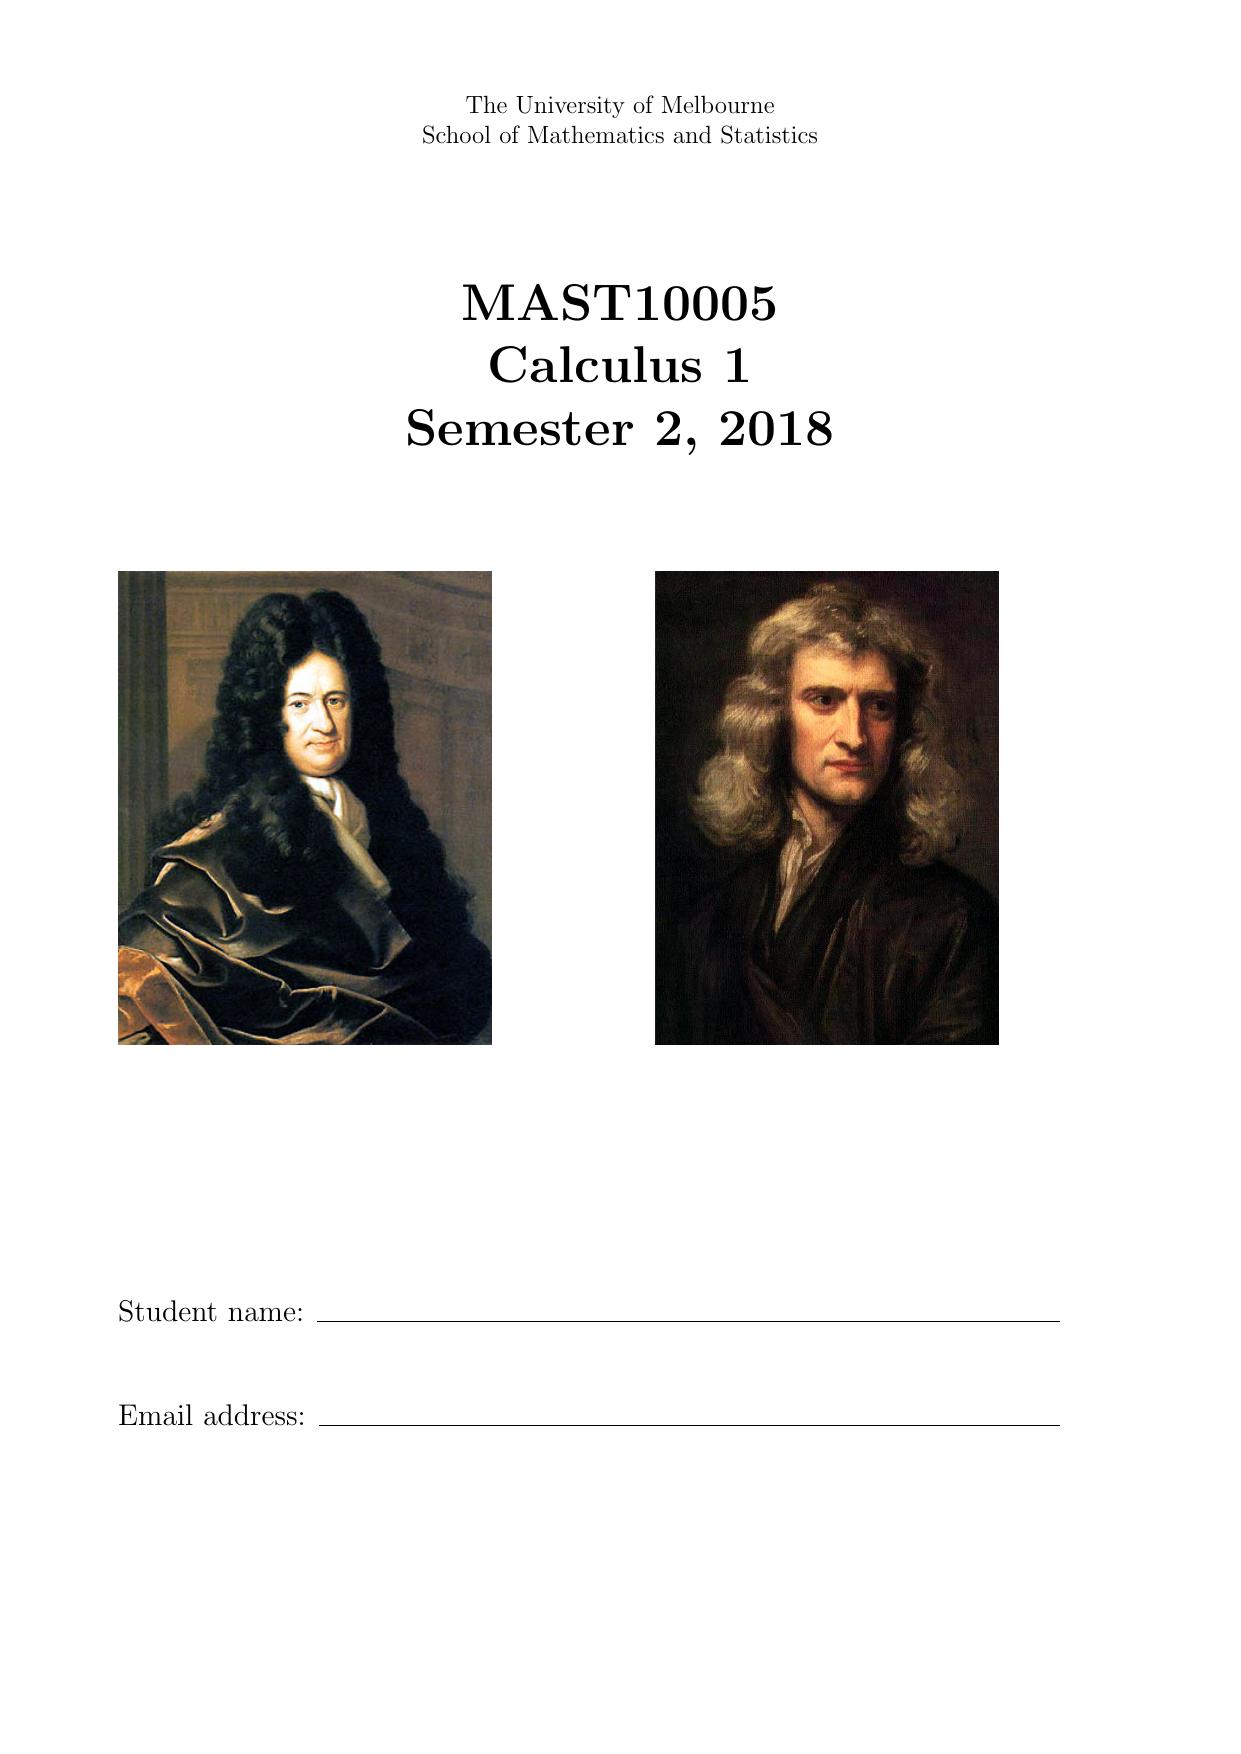 The University of Melbourne
School of Mathematics and Statistics
MAST10005
Calculus 1
Semester 2, 2018
Student name:
Email address: